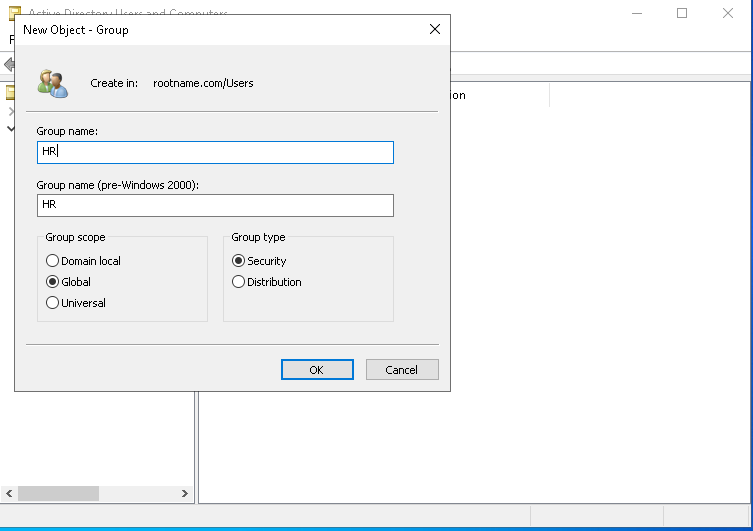 Active Directory Users and Computers
New Object - Group
F
Create in: rootname.com/Users
ion
Group name:
HR
Group name (pre-Windows 2000):
HR
Group scope
Group type
Domain local
Security
Global
Distribution
Universal
OK
Cancel